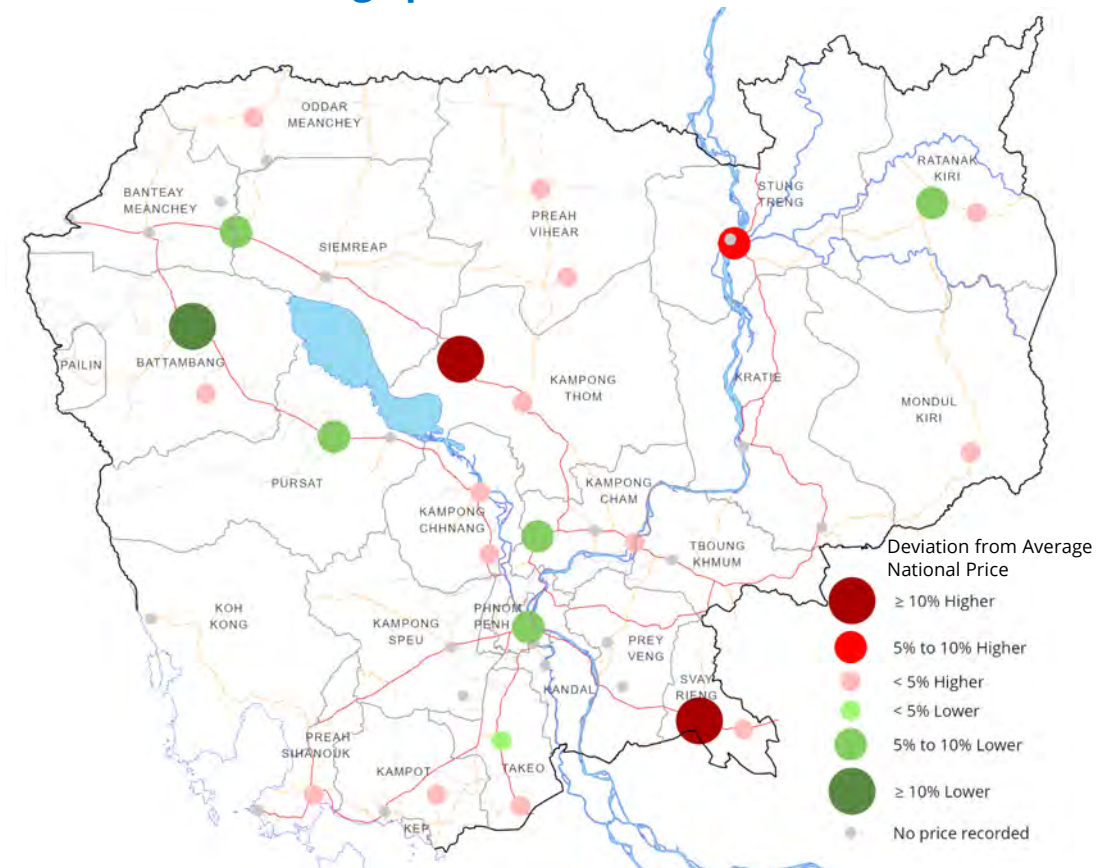 ODDAR
MEANCHEY
BANTEAY
MEANCHEY
RATANAK
KIRI
STUNG
TRENG
PREAH
VIHEAR
SIEMREAP
PAILIN
BATTAMBANG
KAMPONG
THOM
KRATIE
MONDUL
KIRI
PURSAT
KAMPONG
CHAM
KAMPONG
CHHNANG
TBOUNG
KHMUM
Deviation from Average
National Price
≥ 10% Higher
5% to 10% Higher
< 5% Higher
< 5% Lower
5% to 10% Lower
≥ 10% Lower
No price recorded
KOH
KONG
KAMPONG
SPEU
PHNOM
PENH
PREY
VENG
SVAY
RIENG
KANDAL
PREAH
SIHANOUK
KAMPOT
TAKEO
KEP